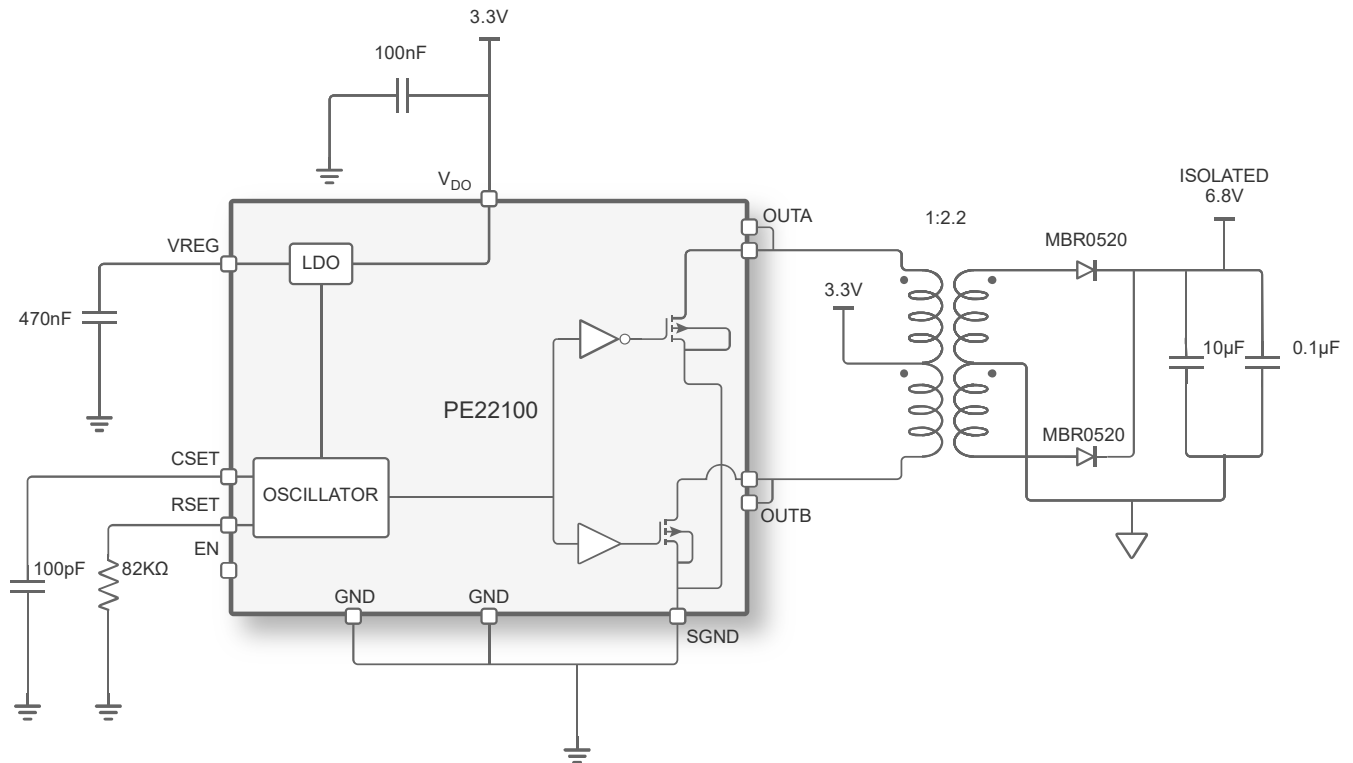 3.3V
100nF
VDO
VREG
LDO
470nF
PE22100
CSET
RSET
EN
OSCILLATOR
100pF
82KΩ
GND
GND
SGND
OUTA
OUTB
1:2.2
3.3V
MBR0520
MBR0520
ISOLATED
6.8V
10µF
0.1µF